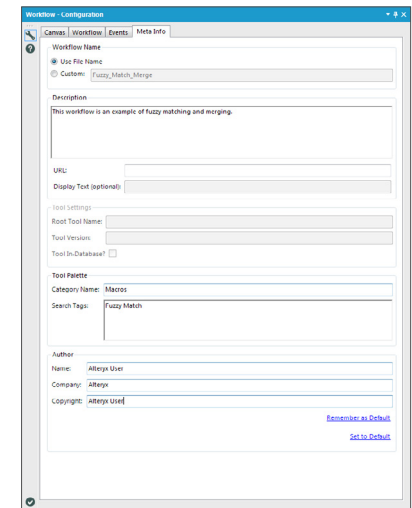 Workflow - Configuration
Canvas Workflow Events Meta Info
Workflow Name
Use File Name
Custom: Fuzzy_Match_Merge
Description
This workflow is an example of fuzzy matching and merging.
URL:
Display Text (optional):
Tool Settings
Root Tool Name:
Tool Version:
Tool In-Database?
Tool Palette
Category Name: Macros
Search Tags: Fuzzy Match
Author
Name: Alteryx User
Company: Alteryx
Copyright: Alteryx User
Remember as Default
Set to Default